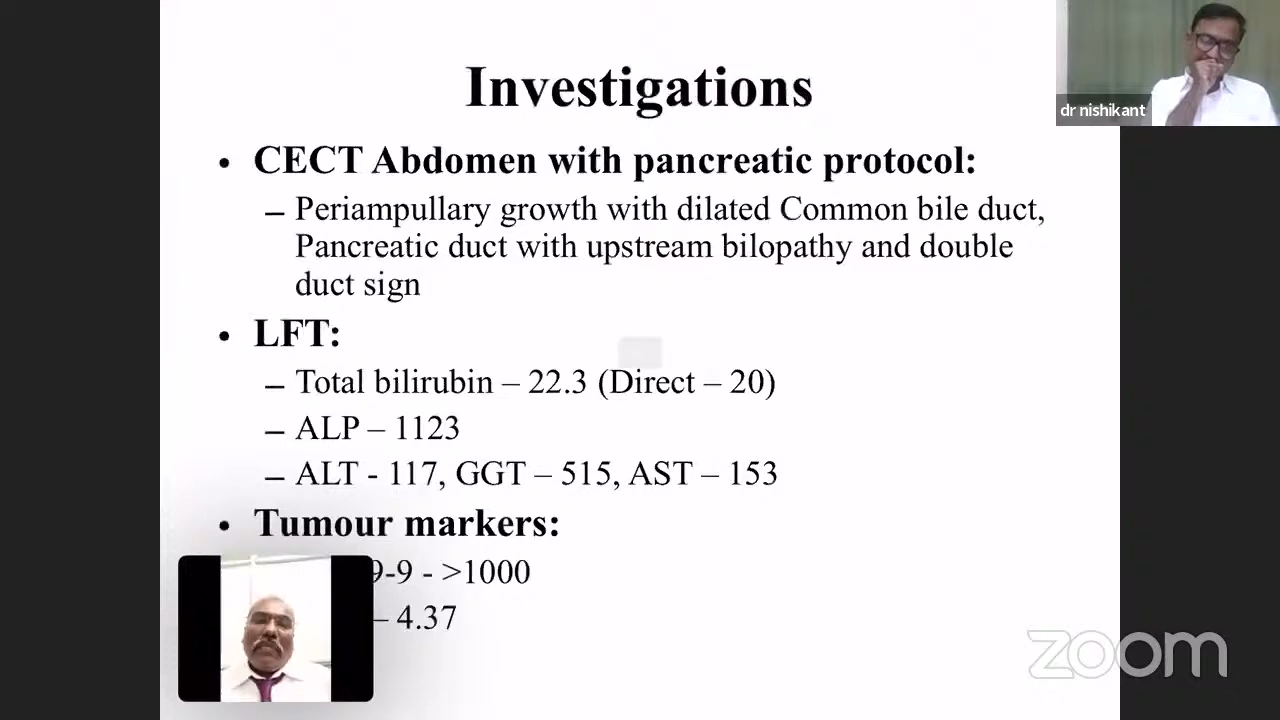 Investigations
• CECT Abdomen with pancreatic protocol:
– Periampullary growth with dilated Common bile duct,
Pancreatic duct with upstream bilopathy and double
duct sign
• LFT:
– Total bilirubin – 22.3 (Direct – 20)
– ALP – 1123
– ALT - 117, GGT – 515, AST – 153
• Tumour markers:
9-9 - >1000
– 4.37
dr nishikant
zoom